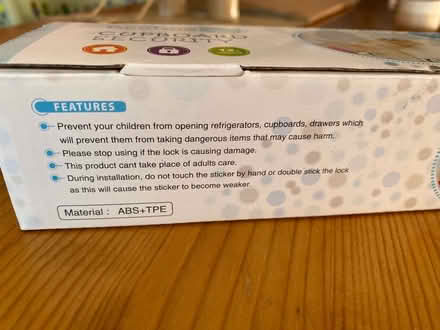 CUPBOARD
SECURITY
FEATURES
Prevent your children from opening refrigerators, cupboards, drawers which
will prevent them from taking dangerous items that may cause harm.
Please stop using if the lock is causing damage.
This product cant take place of adults care.
During installation, do not touch the sticker by hand or double stick the lock
as this will cause the sticker to become weaker.
Material : ABS+TPE